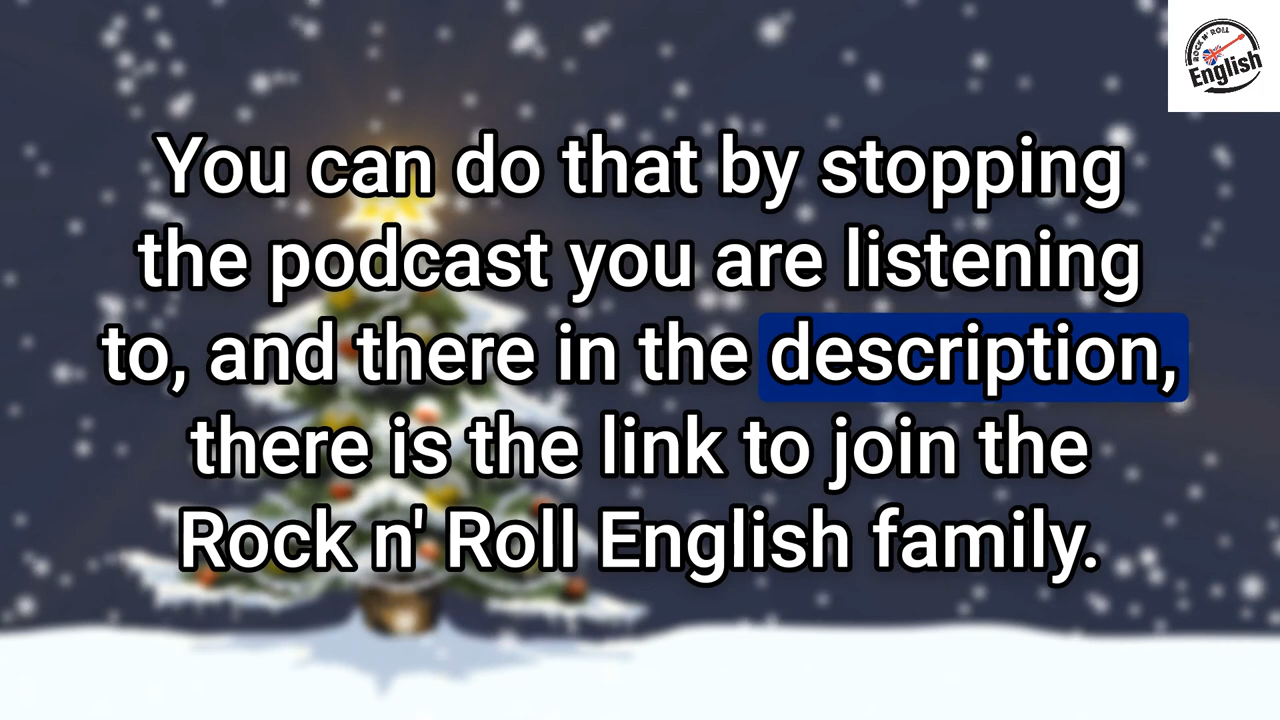 ROCK N' ROLL
English
You can do that by stopping
the podcast you are listening
to, and there in the description,
there is the link to join the
Rock n' Roll English family.